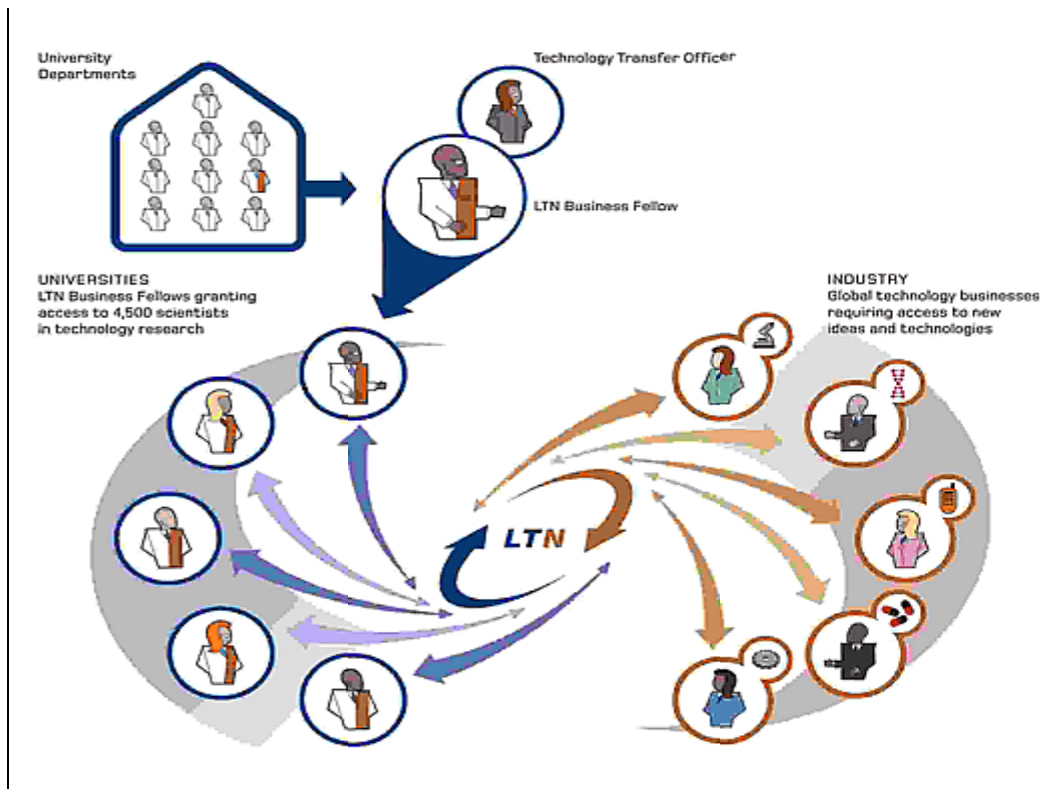 University
Departments
Technology Transfer Officer
LTN Business Fellow
UNIVERSITIES
LTN Business Fellows granting
access to 4,500 scientists
in technology research
INDUSTRY
Global technology businesses
requiring access to new
ideas and technologies
LTN